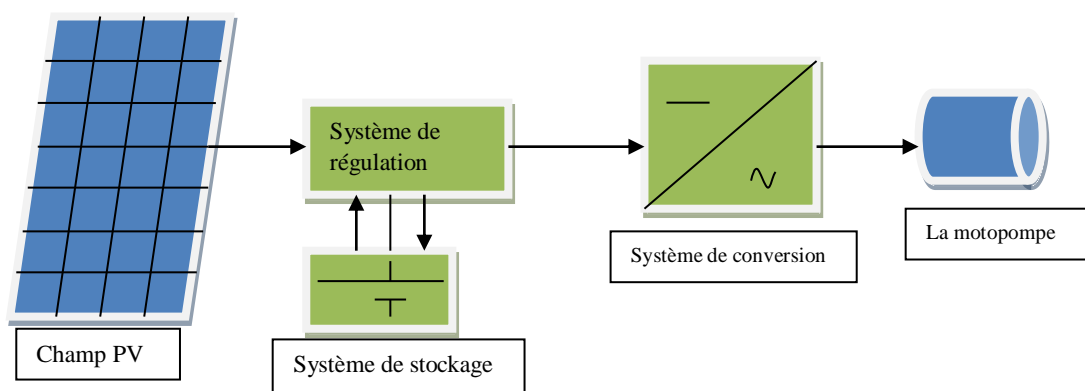 Système de
régulation
Champ PV
Système de stockage
Système de conversion
La motopompe